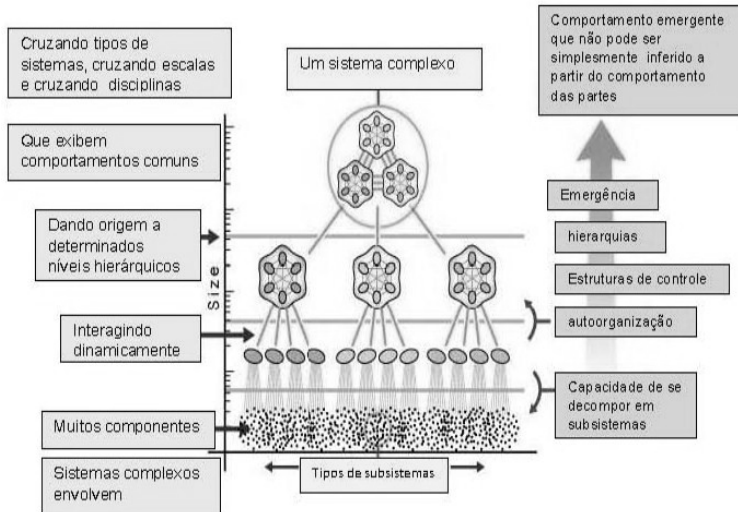 Cruzando tipos de
sistemas, cruzando escalas
e cruzando disciplinas
Um sistema complexo
Comportamento emergente
que não pode ser
simplesmente inferido a
partir do comportamento
das partes
Que exibem
comportamentos comuns
Emergência
Dando origem a
determinados
níveis hierárquicos
hierarquias
Size
Estruturas de controle
Interagindo
dinamicamente
autoorganização
Capacidade de se
decompor em
subsistemas
Muitos componentes
Sistemas complexos
envolvem
Tipos de subsistemas